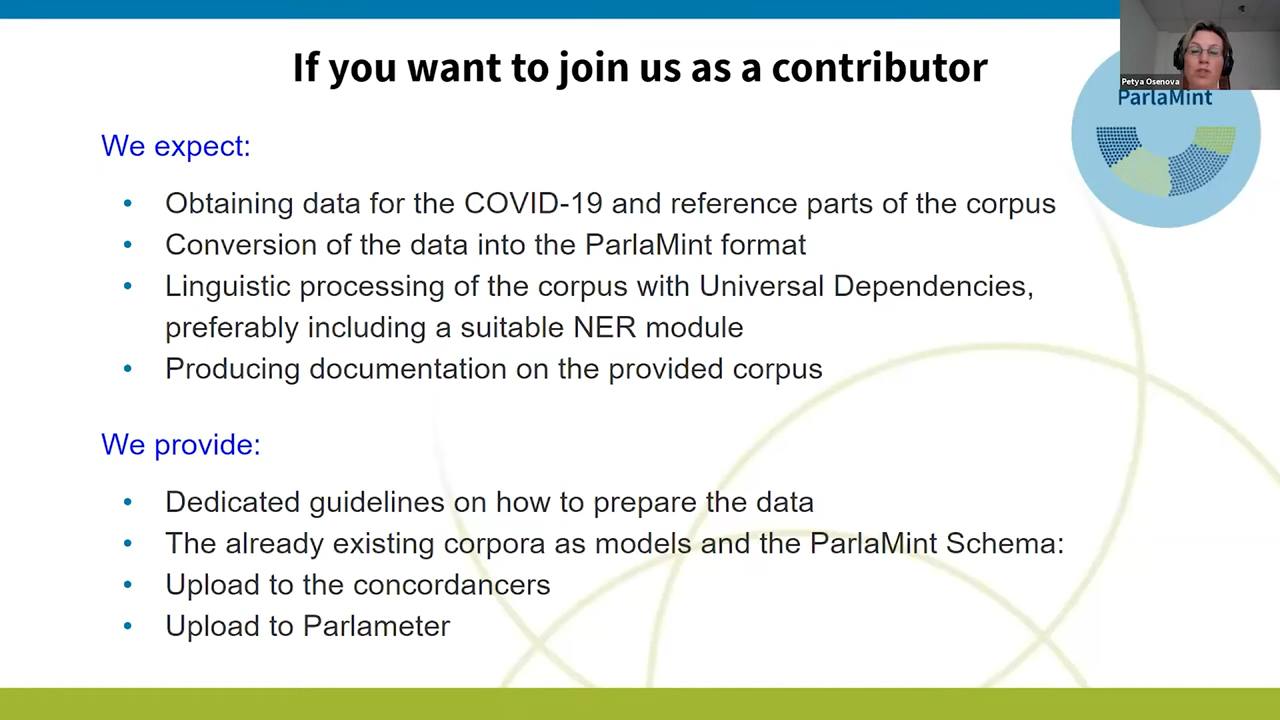 If you want to join us as a contributor
Petya Osenova
ParlaMint
We expect:
• Obtaining data for the COVID-19 and reference parts of the corpus
• Conversion of the data into the ParlaMint format
• Linguistic processing of the corpus with Universal Dependencies,
preferably including a suitable NER module
• Producing documentation on the provided corpus
We provide:
• Dedicated guidelines on how to prepare the data
• The already existing corpora as models and the ParlaMint Schema:
• Upload to the concordancers
• Upload to Parlameter